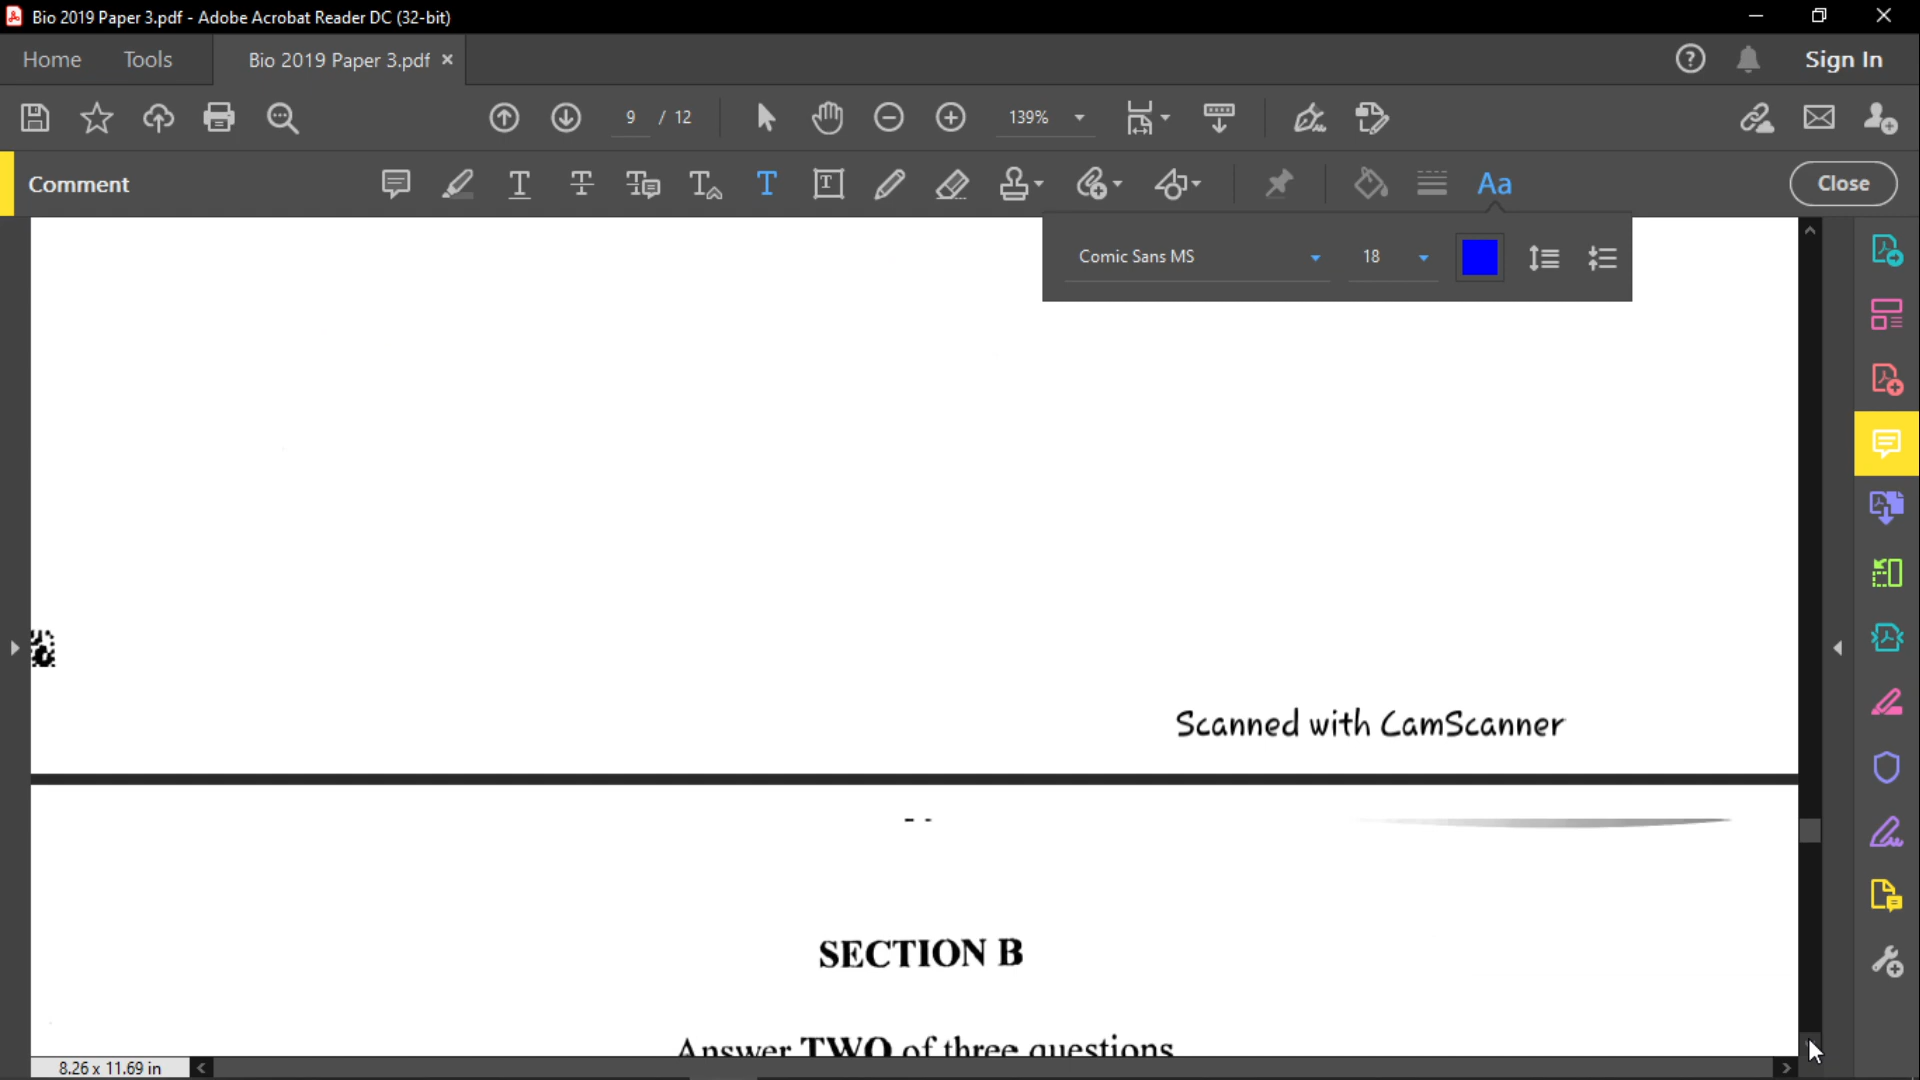 Bio 2019 Paper 3.pdf - Adobe Acrobat Reader DC (32-bit)
Home
Tools
Bio 2019 Paper 3.pdf
Sign In
9 / 12
139%
Comment
Close
Comic Sans MS
18
Aa
Scanned with CamScanner
SECTION B
Answer TWO of three questions
8.26 x 11.69 in